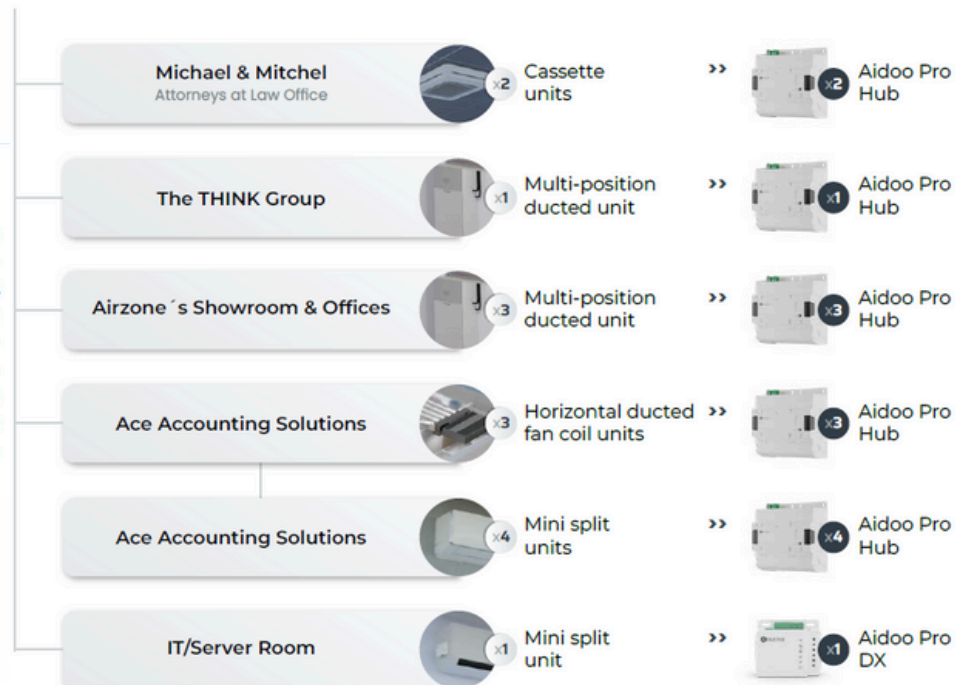 Michael & Mitchel
Attorneys at Law Office
x2
Cassette
units
››
x2
Aidoo Pro
Hub
The THINK Group
x1
Multi-position
ducted unit
››
x1
Aidoo Pro
Hub
Airzone´s Showroom & Offices
x3
Multi-position
ducted unit
››
x3
Aidoo Pro
Hub
Ace Accounting Solutions
x3
Horizontal ducted
fan coil units
››
x3
Aidoo Pro
Hub
Ace Accounting Solutions
x4
Mini split
units
››
x4
Aidoo Pro
Hub
IT/Server Room
x1
Mini split
unit
››
x1
Aidoo Pro
DX